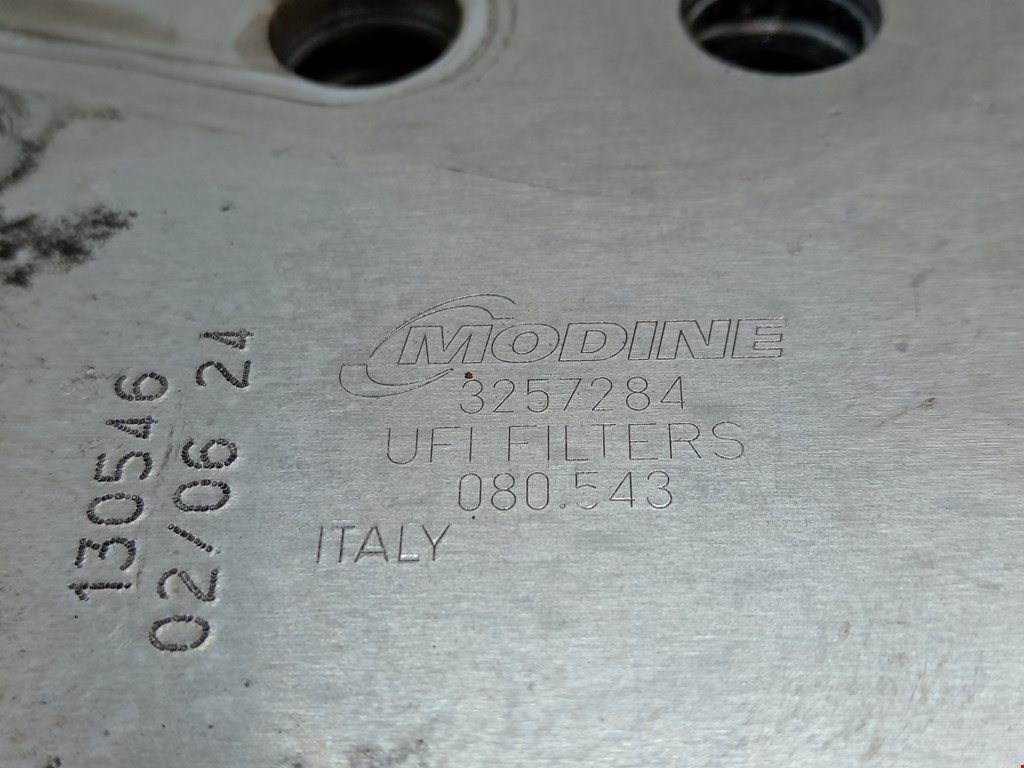 MODINE
3257284
UFI FILTERS
080.543
ITALY
130546
02/06 24